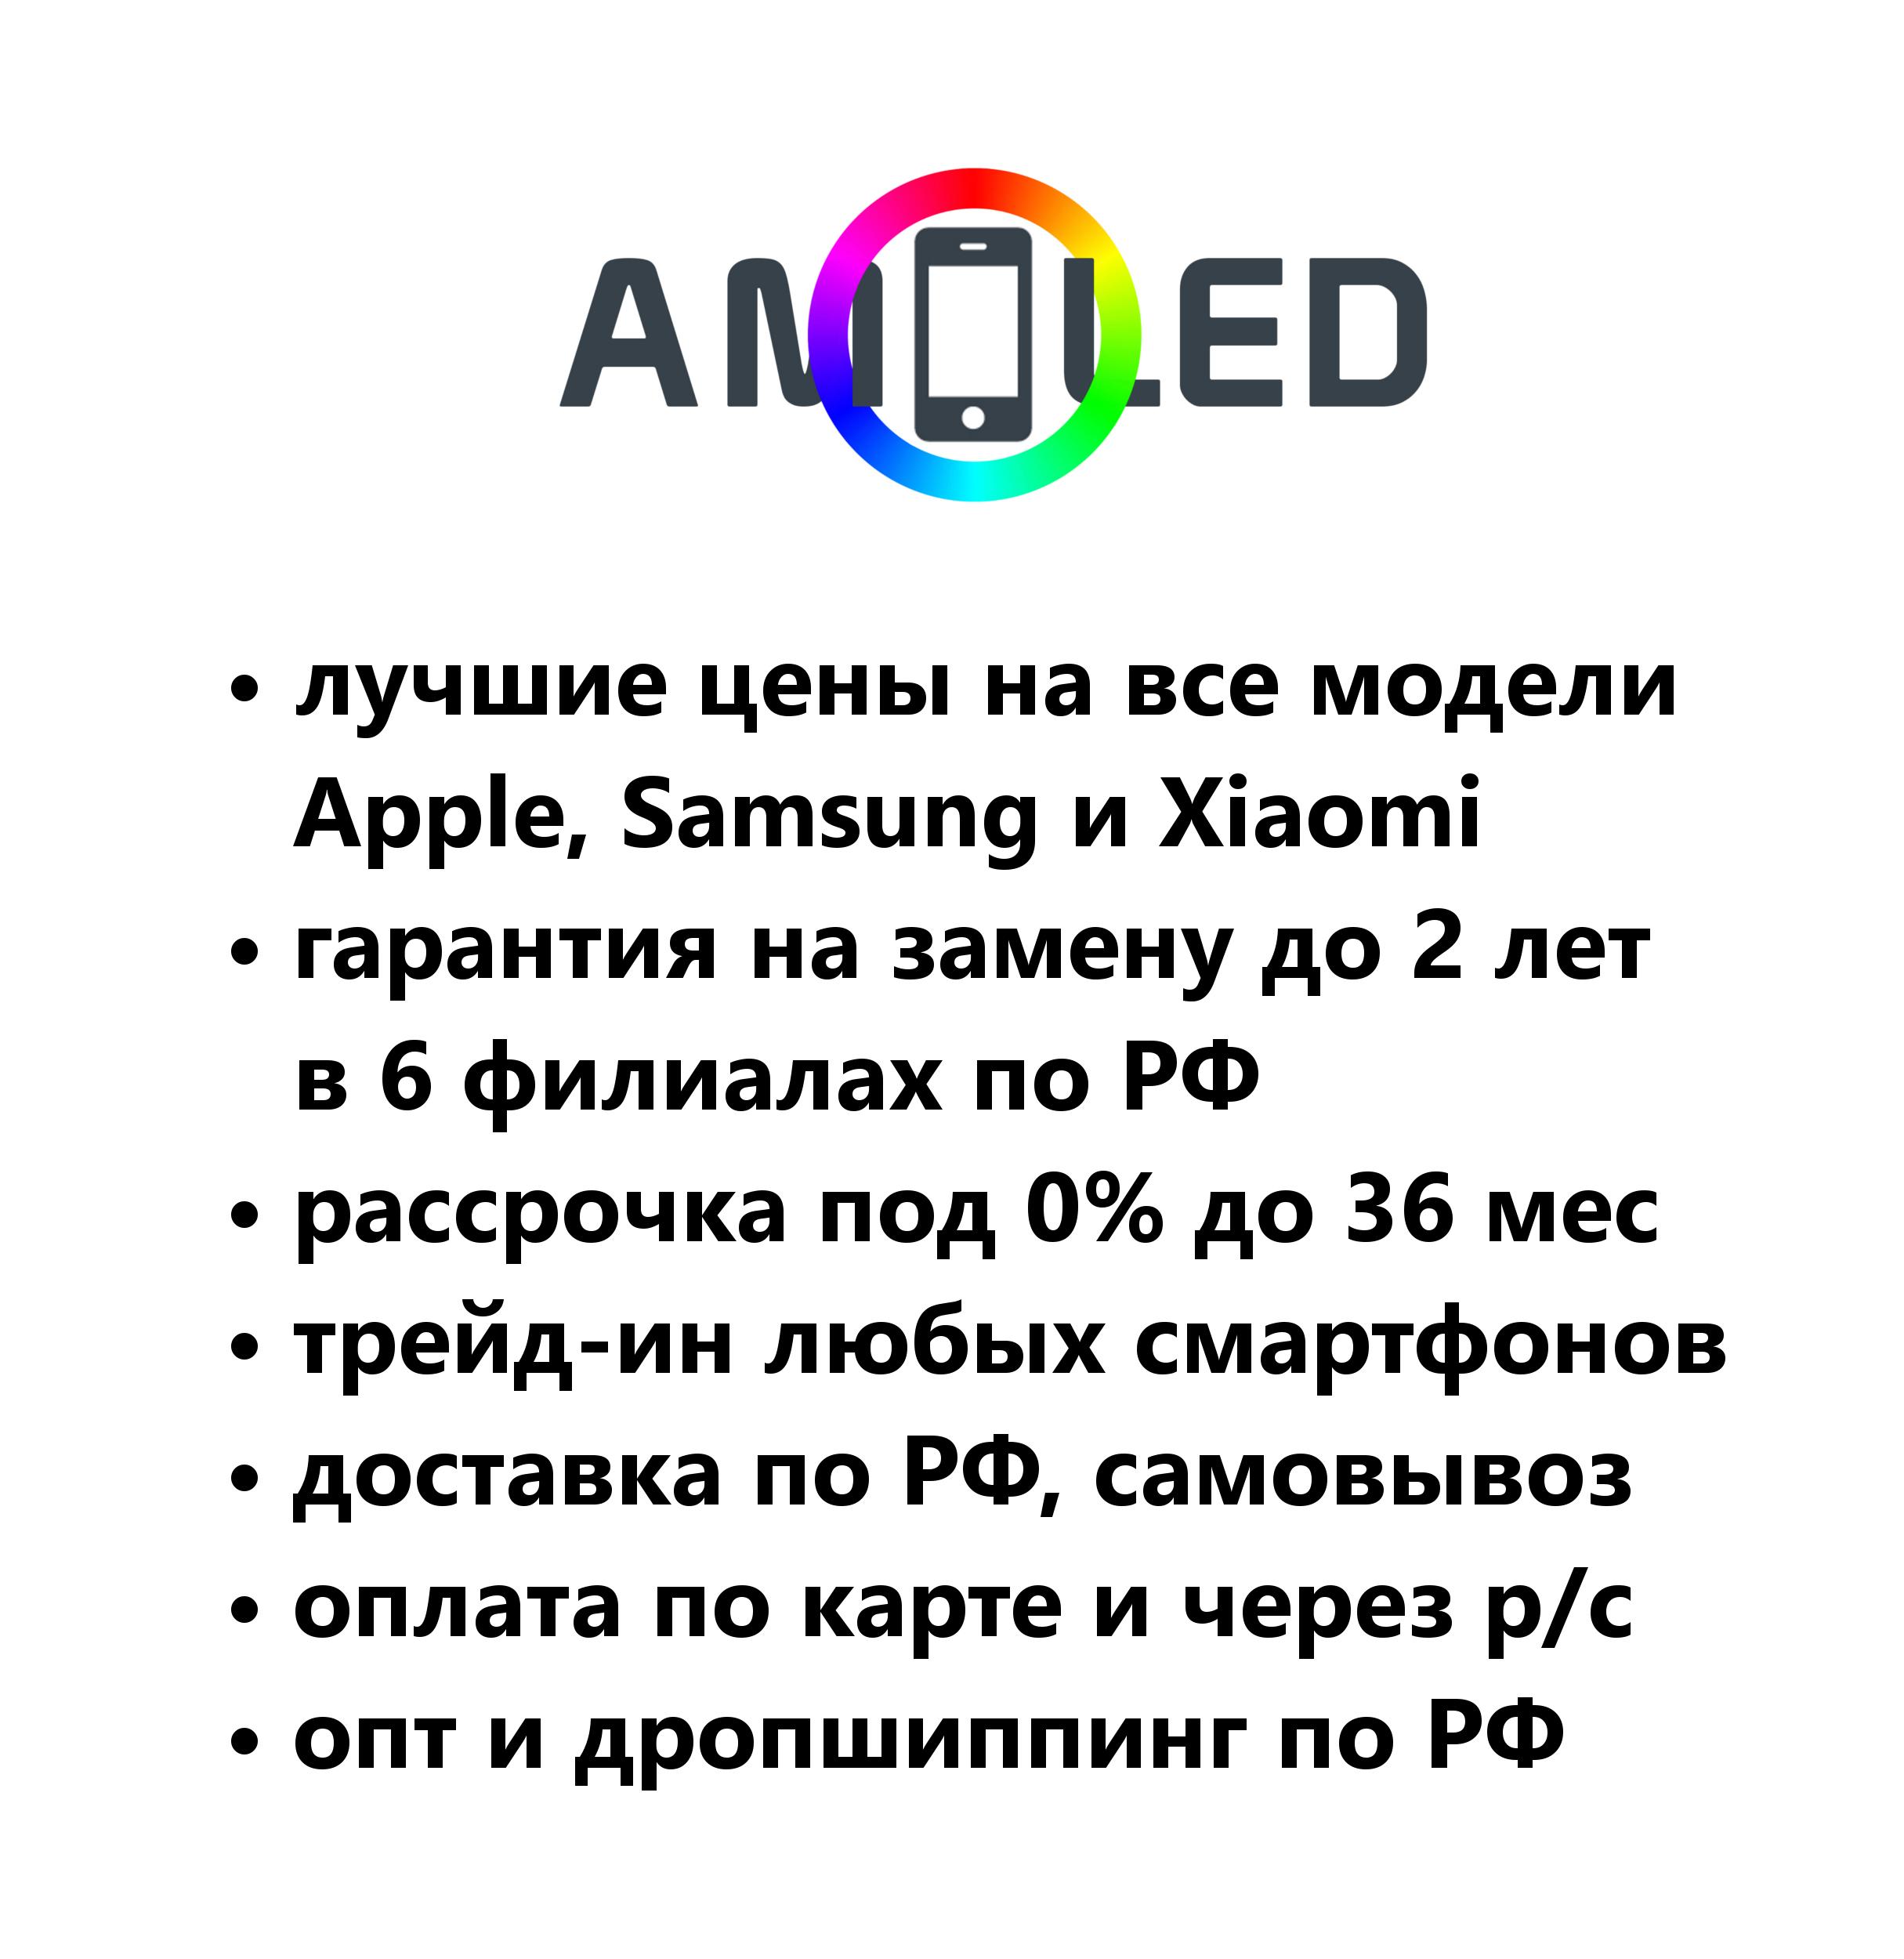 AMOLED
• лучшие цены на все модели
Apple, Samsung и Xiaomi
• гарантия на замену до 2 лет
в 6 филиалах по РФ
• рассрочка под 0% до 36 мес
• трейд-ин любых смартфонов
• доставка по РФ, самовывоз
• оплата по карте и через р/с
• опт и дропшиппинг по РФ